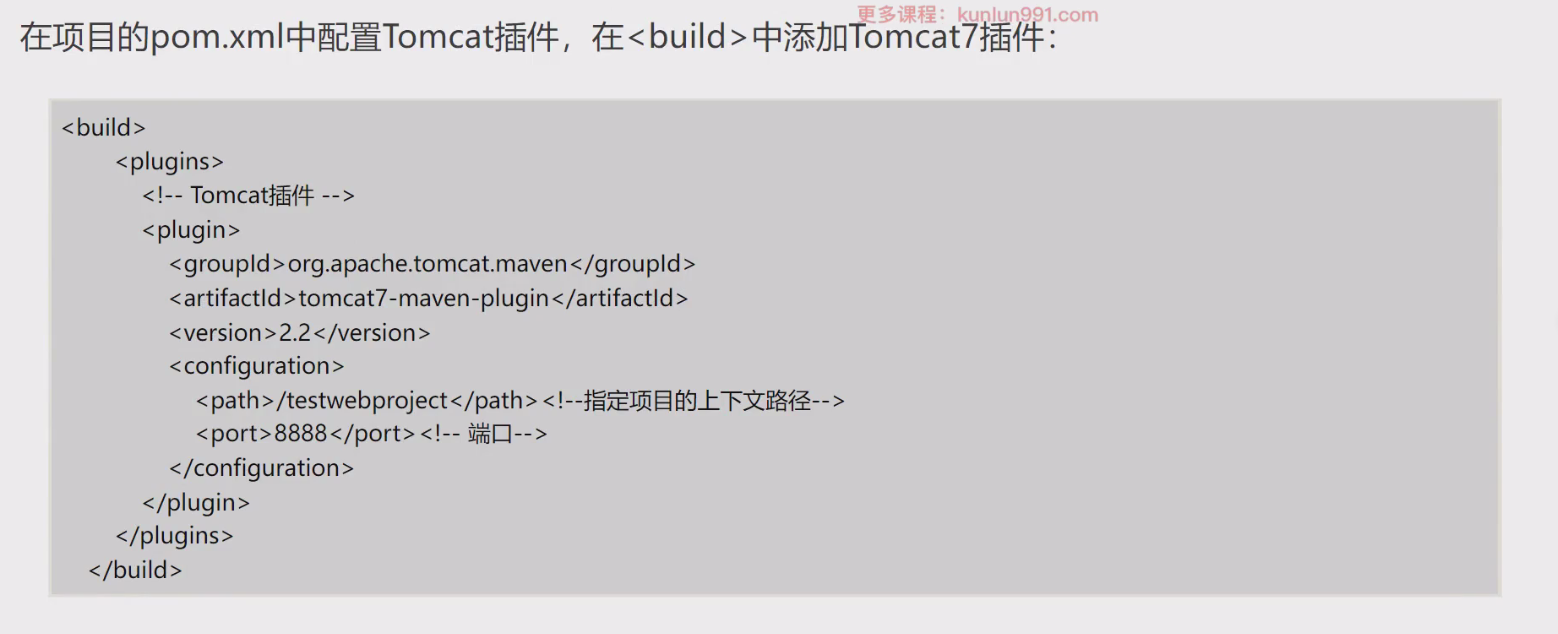 更多课程：kunlun991.com
在项目的pom.xml中配置Tomcat插件，在<build>中添加Tomcat7插件：
<build>
<plugins>
<!-- Tomcat插件 -->
<plugin>
<groupId>org.apache.tomcat.maven</groupId>
<artifactId>tomcat7-maven-plugin</artifactId>
<version>2.2</version>
<configuration>
<path>/testwebproject</path><!--指定项目的上下文路径-->
<port>8888</port><!-- 端口-->
</configuration>
</plugin>
</plugins>
</build>